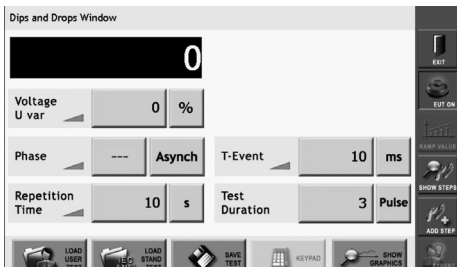 Dips and Drops Window
0
EXIT
Voltage
U var
0 %
EUT ON
RAMP VALUE
Phase --- Asynch T-Event 10 ms
SHOW STEPS
Repetition
Time
10 s
Test
Duration
3 Pulse
ADD STEP
LOAD
USER
TEST
IEC
LOAD
STAND
TEST
SAVE
TEST
KEYPAD
SHOW
GRAPHICS
EXPERT